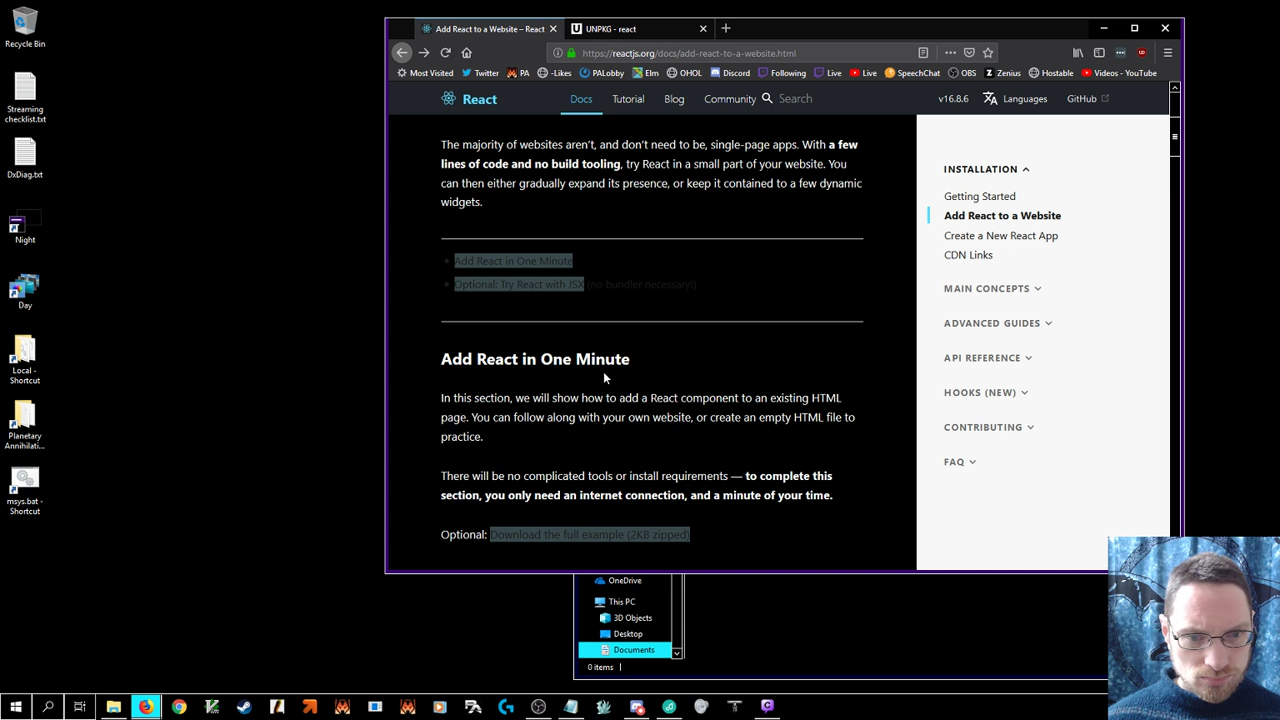 Recycle Bin
Streaming
checklist.txt
DxDiag.txt
Night
Day
Local -
Shortcut
Planetary
Annihilati...
msys.bat -
Shortcut
Add React to a Website – React
UNPKG - react
https://reactjs.org/docs/add-react-to-a-website.html
Most Visited Twitter PA -Likes PALobby Elm OHOL Discord Following Live Live SpeechChat OBS Zenius Hostable Videos - YouTube
React Docs Tutorial Blog Community Search v16.8.6 Languages GitHub
The majority of websites aren't, and don't need to be, single-page apps. With a few
lines of code and no build tooling, try React in a small part of your website. You
can then either gradually expand its presence, or keep it contained to a few dynamic
widgets.
Add React in One Minute
Optional: Try React with JSX (no bundler necessary!)
Add React in One Minute
In this section, we will show how to add a React component to an existing HTML
page. You can follow along with your own website, or create an empty HTML file to
practice.
There will be no complicated tools or install requirements — to complete this
section, you only need an internet connection, and a minute of your time.
Optional: Download the full example (2KB zipped)
INSTALLATION
Getting Started
Add React to a Website
Create a New React App
CDN Links
MAIN CONCEPTS
ADVANCED GUIDES
API REFERENCE
HOOKS (NEW)
CONTRIBUTING
FAQ
OneDrive
This PC
3D Objects
Desktop
Documents
0 items